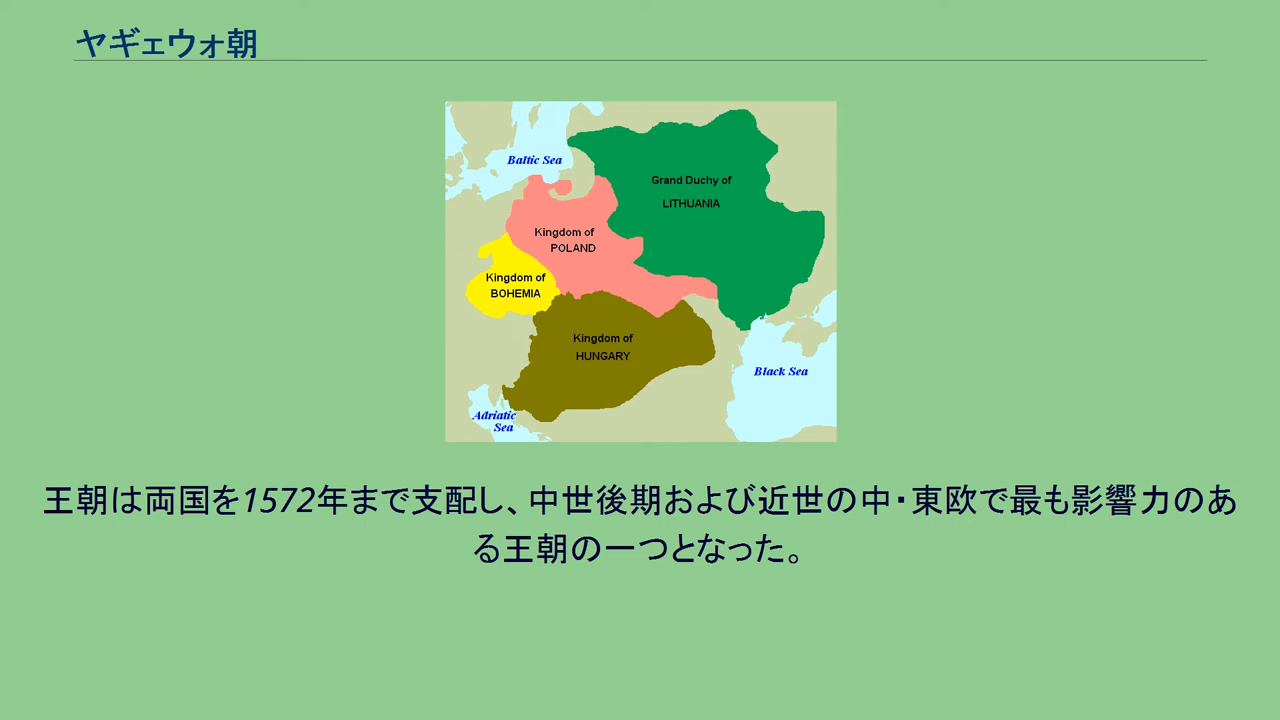 ヤギェウォ朝
Baltic Sea
Grand Duchy of
LITHUANIA
Kingdom of
POLAND
Kingdom of
BOHEMIA
Kingdom of
HUNGARY
Black Sea
Adriatic
Sea
王朝は両国を1572年まで支配し、中世後期および近世の中・東欧で最も影響力のあ
る王朝の一つとなった。